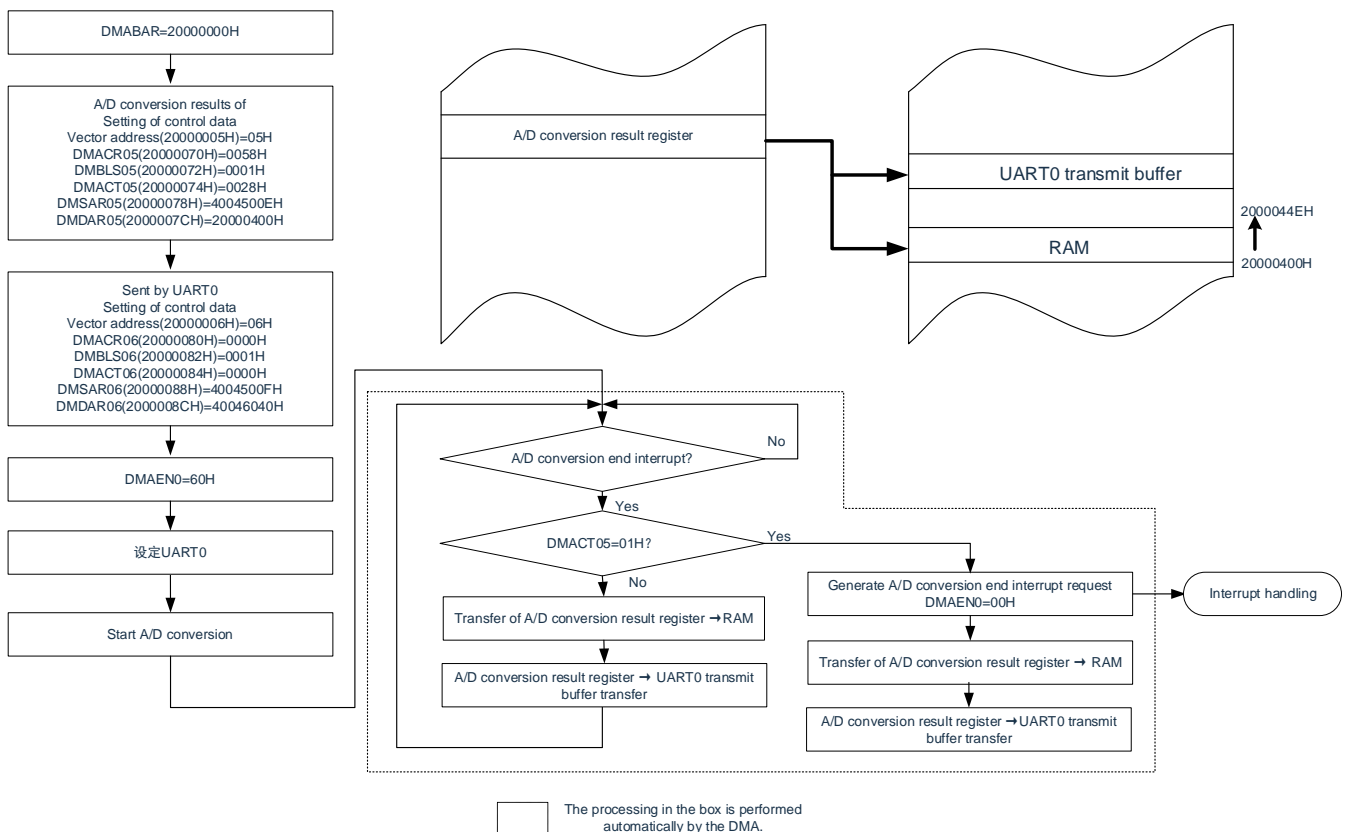 DMABAR=20000000H
A/D conversion results of
Setting of control data
Vector address(20000005H)=05H
DMACR05(20000070H)=0058H
DMBLS05(20000072H)=0001H
DMACT05(20000074H)=0028H
DMSAR05(20000078H)=4004500EH
DMDAR05(2000007CH)=20000400H
Sent by UART0
Setting of control data
Vector address(20000006H)=06H
DMACR06(20000080H)=0000H
DMBLS06(20000082H)=0001H
DMACT06(20000084H)=0000H
DMSAR06(20000088H)=4004500FH
DMDAR06(2000008CH)=40046040H
DMAEN0=60H
设定UART0
Start A/D conversion
A/D conversion result register
UART0 transmit buffer
2000044EH
RAM
20000400H
A/D conversion end interrupt?
No
Yes
DMACT05=01H?
Yes
No
Transfer of A/D conversion result register →RAM
A/D conversion register → UART0 transmit
buffer transfer
Generate A/D conversion end interrupt request
DMAEN0=00H
Interrupt handling
Transfer of A/D conversion result register → RAM
A/D conversion register →UART0 transmit
buffer transfer
The processing in the box is performed
automatically by the DMA.